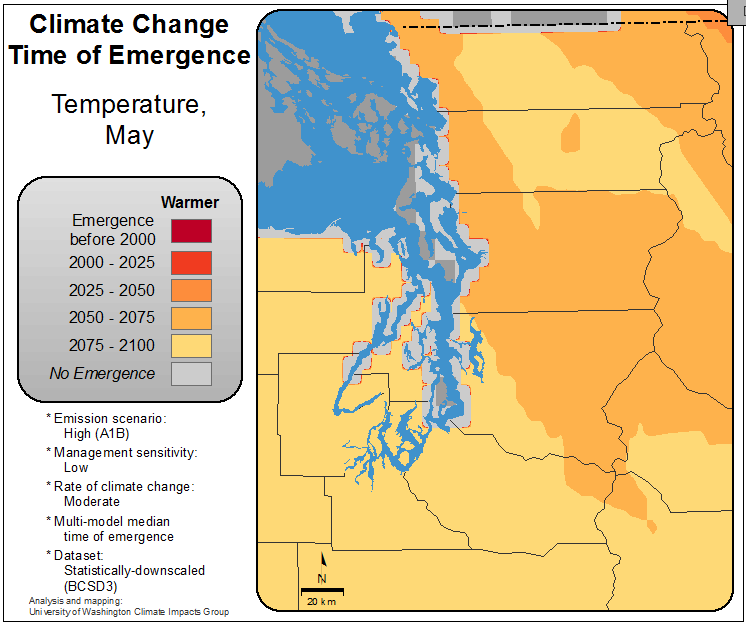 Climate Change
Time of Emergence
Temperature,
May
Warmer
Emergence
before 2000
2000 - 2025
2025 - 2050
2050 - 2075
2075 - 2100
No Emergence
* Emission scenario:
High (A1B)
* Management sensitivity:
Low
* Rate of climate change:
Moderate
* Multi-model median
time of emergence
* Dataset:
Statistically-downscaled
(BCSD3)
Analysis and mapping:
University of Washington Climate Impacts Group
N
20 km